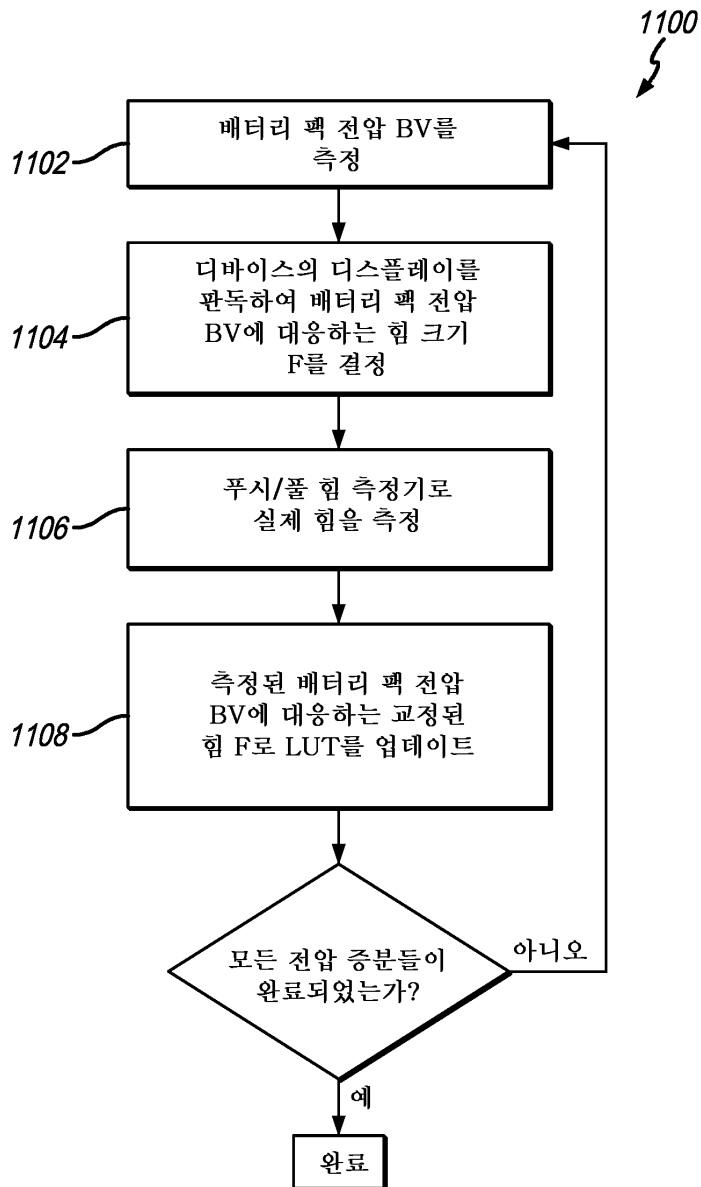 1100
배터리 팩 전압 BV를
측정
1102
디바이스의 디스플레이를
판독하여 배터리 팩 전압
BV에 대응하는 힘 크기
F를 결정
1104
푸시/풀 힘 측정기로
실제 힘을 측정
1106
측정된 배터리 팩 전압
BV에 대응하는 교정된
힘 F로 LUT를 업데이트
1108
모든 전압 증분들이
완료되었는가?
아니오
예
완료